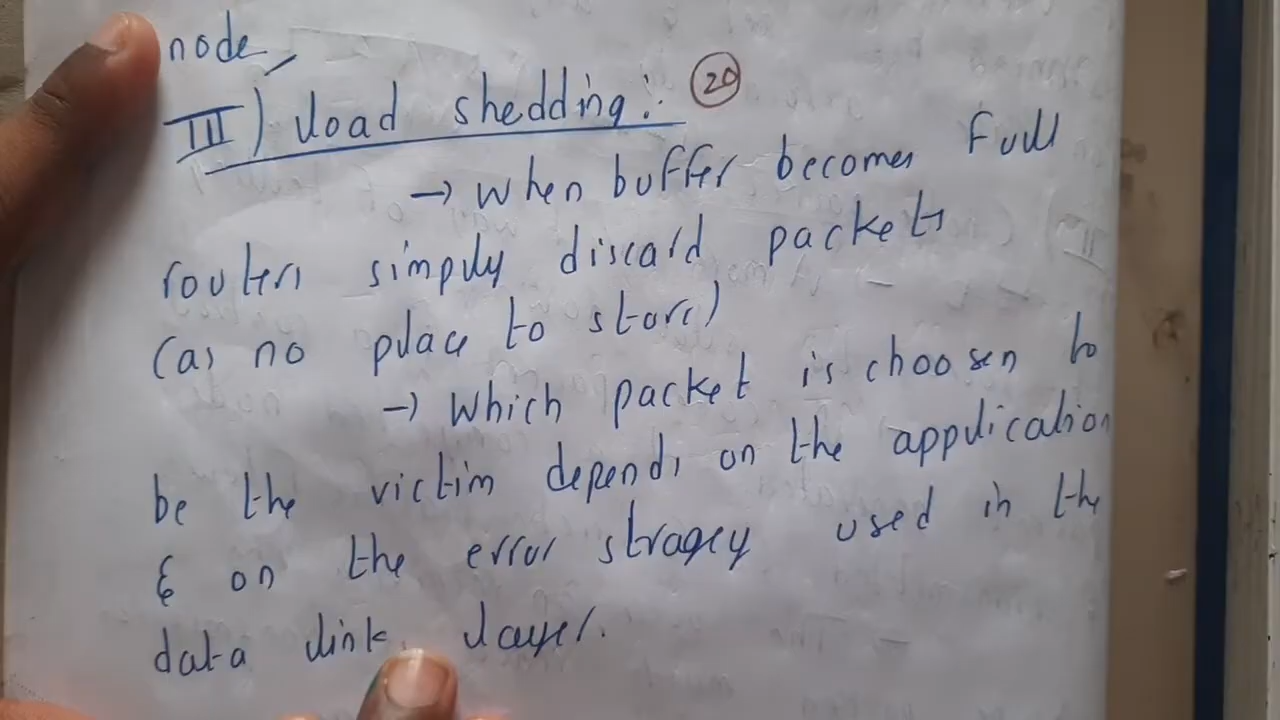 node,
III) Load shedding :- 20
→ when buffer becomes full
routers simply discard packets
(as no place to store)
→ which packet is choosen to
be the victim depends on the application
& on the error stragey used in the
data link layer.